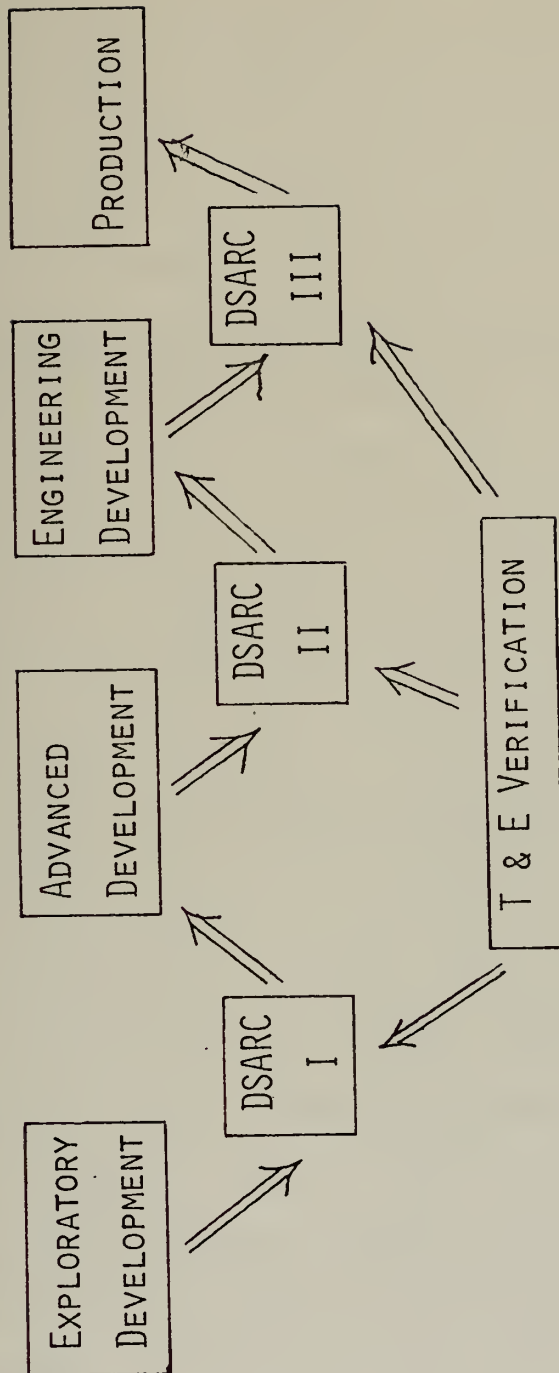 EXPLORATORY
DEVELOPMENT
DSARC
I
ADVANCED
DEVELOPMENT
DSARC
II
ENGINEERING
DEVELOPMENT
DSARC
III
PRODUCTION
T & E VERIFICATION